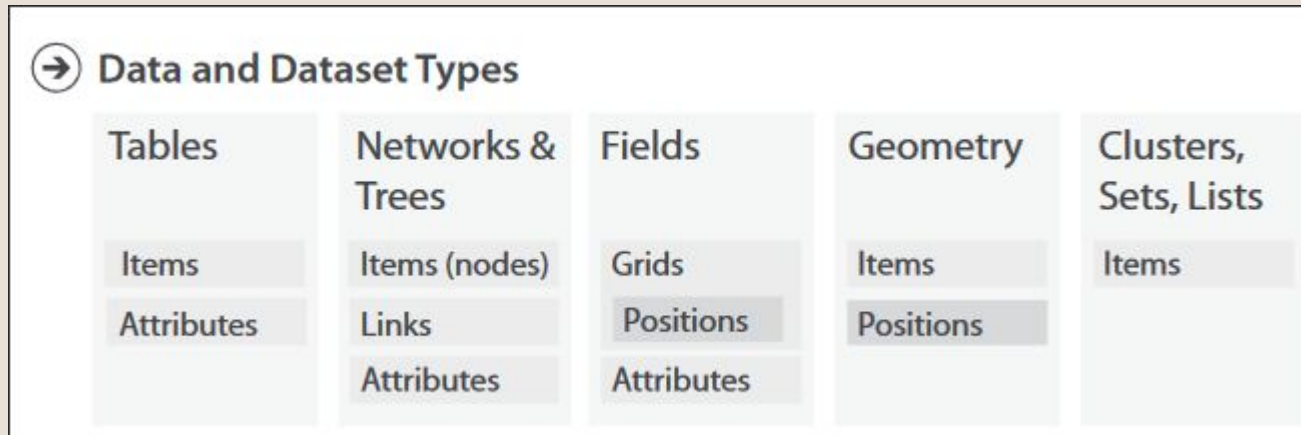 Data and Dataset Types
Tables
Items
Attributes
Networks &
Trees
Items (nodes)
Links
Attributes
Fields
Grids
Positions
Attributes
Geometry
Items
Positions
Clusters,
Sets, Lists
Items